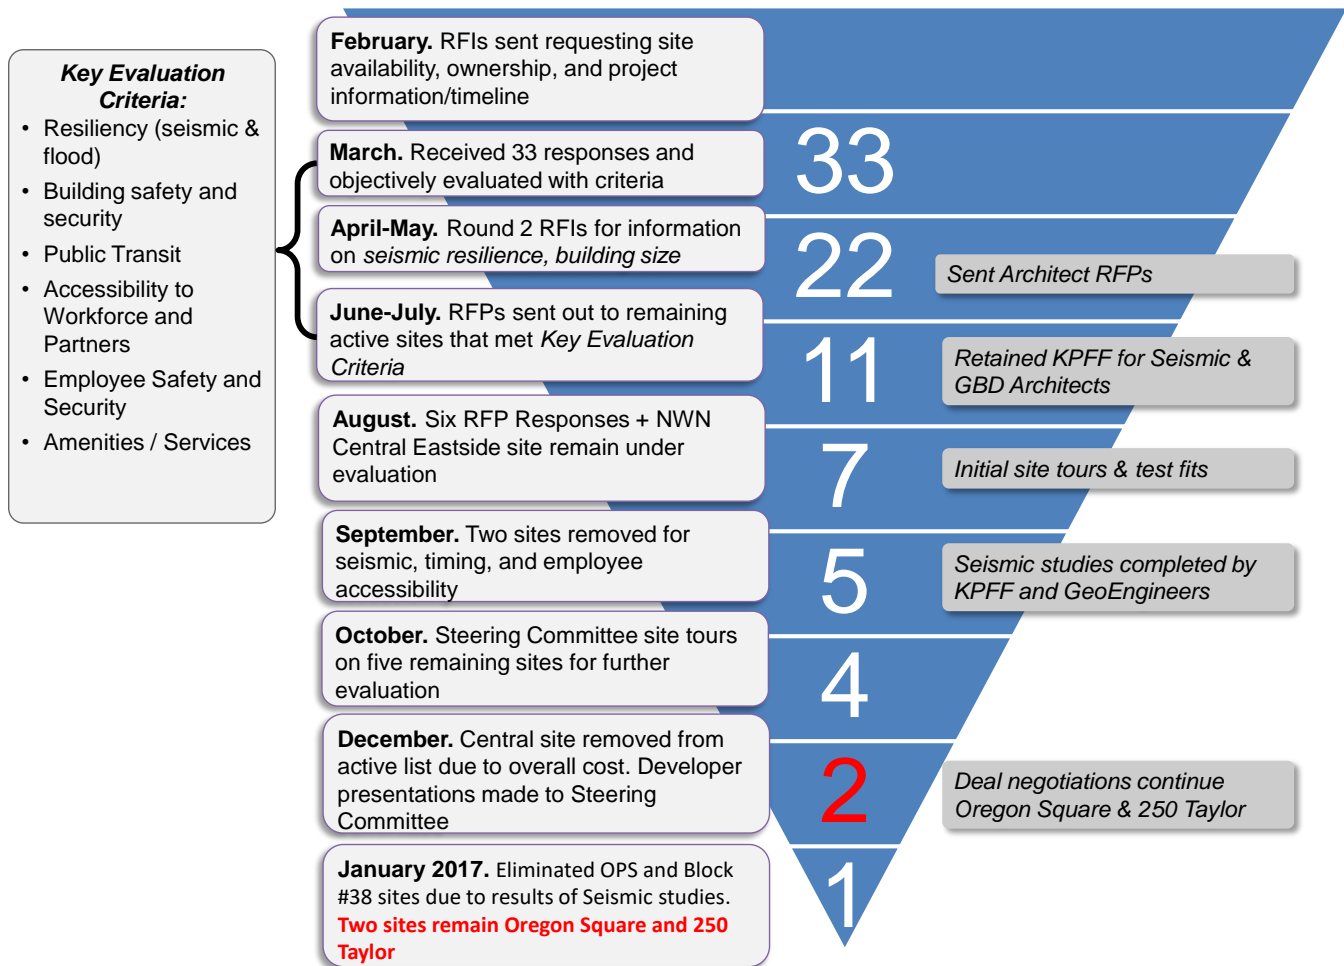 Key Evaluation
Criteria:
• Resiliency (seismic &
flood)
• Building safety and
security
• Public Transit
• Accessibility to
Workforce and
Partners
• Employee Safety and
Security
• Amenities / Services
February. RFIs sent requesting site
availability, ownership, and project
information/timeline
March. Received 33 responses and
objectively evaluated with criteria
33
April-May. Round 2 RFIs for information
on seismic resilience, building size
22
Sent Architect RFPs
June-July. RFPs sent out to remaining
active sites that met Key Evaluation
Criteria
11
Retained KPFF for Seismic &
GBD Architects
August. Six RFP Responses + NWN
Central Eastside site remain under
evaluation
7
Initial site tours & test fits
September. Two sites removed for
seismic, timing, and employee
accessibility
5
Seismic studies completed by
KPFF and GeoEngineers
October. Steering Committee site tours
on five remaining sites for further
evaluation
4
December. Central site removed from
active list due to overall cost. Developer
presentations made to Steering
Committee
2
Deal negotiations continue
Oregon Square & 250 Taylor
January 2017. Eliminated OPS and Block
#38 sites due to results of Seismic studies.
Two sites remain Oregon Square and 250
Taylor
1